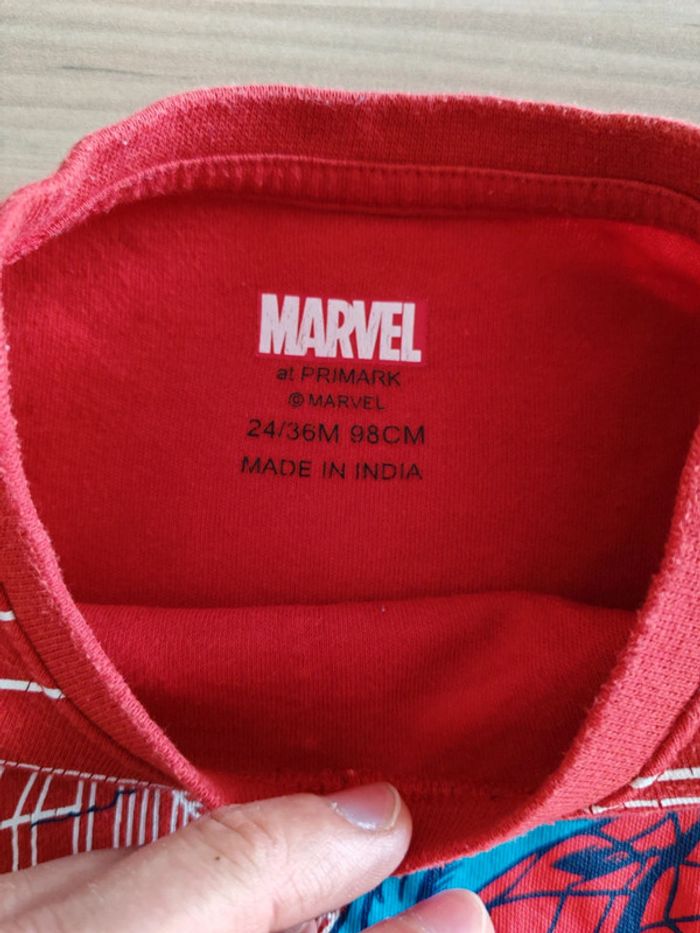 MARVEL
at PRIMARK
© MARVEL
24/36M 98CM
MADE IN INDIA